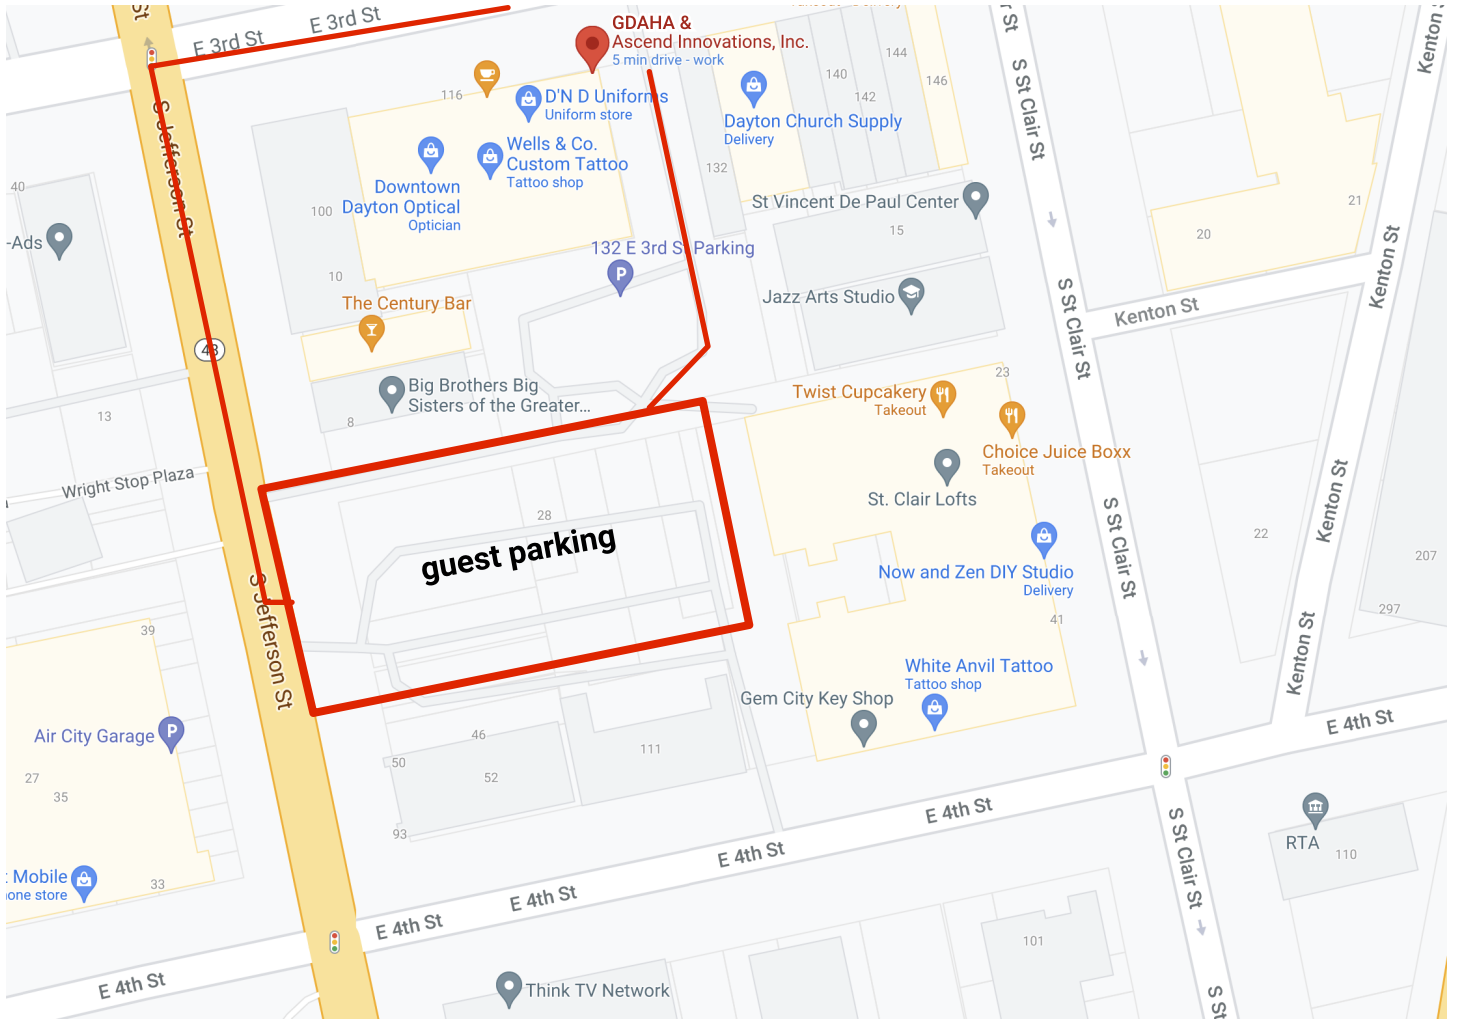 St
E 3rd St
E 3rd St
GDAHA &
Ascend Innovations, Inc.
5 min drive - work
116
D'N D Uniforms
Uniform store
Wells & Co.
Custom Tattoo
Tattoo shop
Downtown
Dayton Optical
Optician
Dayton Church Supply
Delivery
144
140
142
146
132
r St
S St Clair St
Kenton S
S Jefferson St
40
-Ads
100
10
132 E 3rd St Parking
P
St Vincent De Paul Center
15
21
20
Kenton St
The Century Bar
Jazz Arts Studio
S St Clair St
Kenton St
48
Big Brothers Big
Sisters of the Greater...
8
13
Twist Cupcakery
Takeout
23
Choice Juice Boxx
Takeout
Wright Stop Plaza
St. Clair Lofts
28
guest parking
S St Clair St
Kenton St
22
207
Now and Zen DIY Studio
Delivery
41
297
S Jefferson St
39
Kenton St
White Anvil Tattoo
Tattoo shop
Gem City Key Shop
Air City Garage
P
46
50
52
111
93
27
35
E 4th St
E 4th St
E 4th St
E 4th St
E 4th St
E 4th St
S St Clair St
RTA
110
t Mobile
one store
33
101
Think TV Network
S St